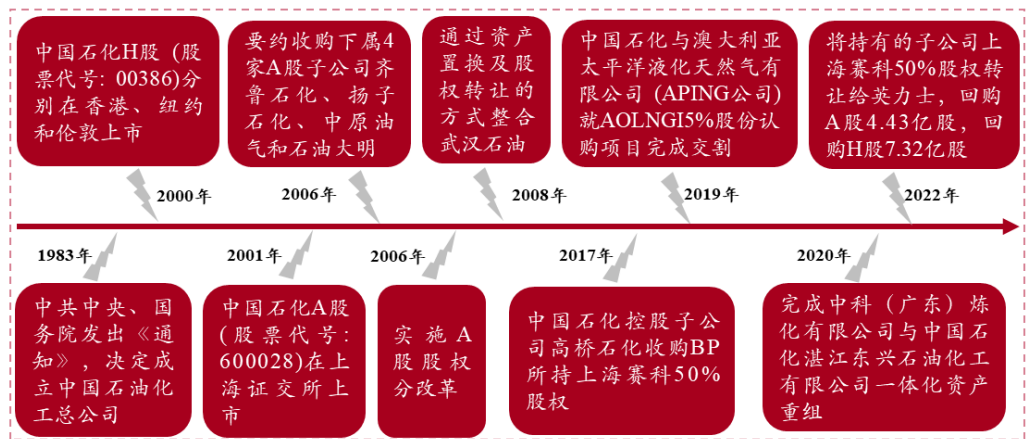 中国石化H股 (股
票代号: 00386)分
别在香港、纽约
和伦敦上市
要约收购下属4
家A股子公司齐
鲁石化、扬子
石化、中原油
气和石油大明
通过资产
置换及股
权转让的
方式整合
武汉石油
中国石化与澳大利亚
太平洋液化天然气有
限公司 (APING公司)
就AOLNGI5%股份认
购项目完成交割
将持有的子公司上
海赛科50%股权转
让给英力士，回购
A股4.43亿股，回
购H股7.32亿股
2000年
2006年
2008年
2019年
2022年
1983年
2001年
2006年
2017年
2020年
中共中央、国
务院发出《通
知》，决定成
立中国石油化
工总公司
中国石化A股
(股票代号:
600028)在上
海证交所上
市
实施A
股股权
分改革
中国石化控股子公
司高桥石化收购BP
所持上海赛科50%
股权
完成中科（广东）炼
化有限公司与中国石
化湛江东兴石油化工
有限公司一体化资产
重组